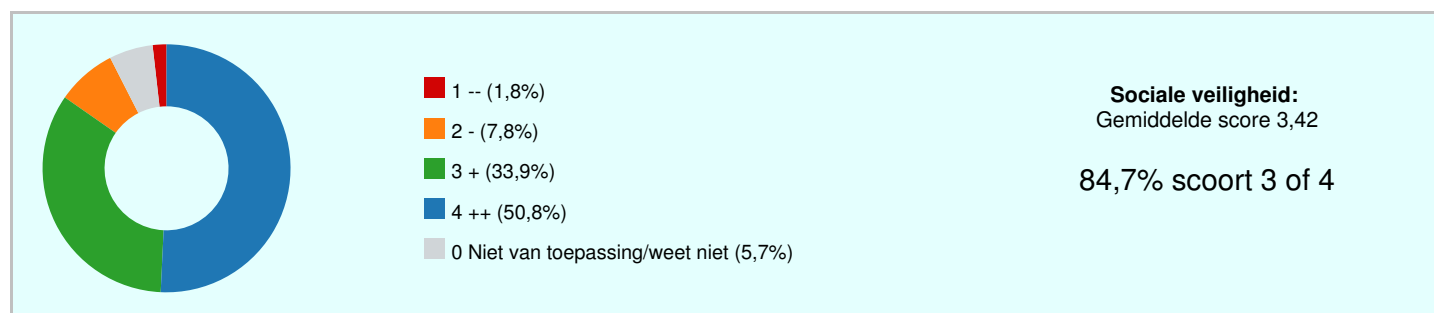 1 -- (1,8%)
2 - (7,8%)
3 + (33,9%)
4 ++ (50,8%)
0 Niet van toepassing/weet niet (5,7%)
Sociale veiligheid:
Gemiddelde score 3,42
84,7% scoort 3 of 4